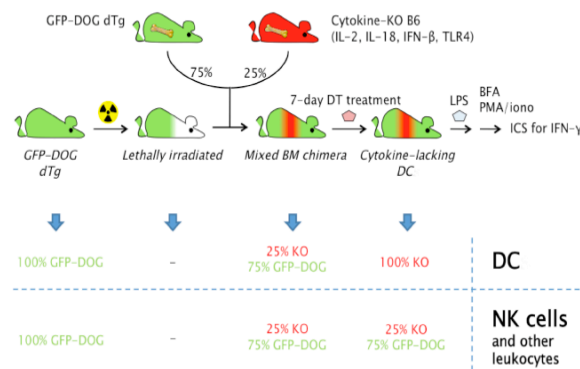 GFP-DOG dTg
Cytokine-KO B6
(IL-2, IL-18, IFN-β, TLR4)
75%
25%
7-day DT treatment
LPS
BFA
PMA/iono
ICS for IFN-γ
GFP-DOG
dTg
Lethally irradiated
Mixed BM chimera
Cytokine-lacking
DC
100% GFP-DOG
–
25% KO
75% GFP-DOG
100% KO
DC
100% GFP-DOG
–
25% KO
75% GFP-DOG
25% KO
75% GFP-DOG
NK cells
and other
leukocytes